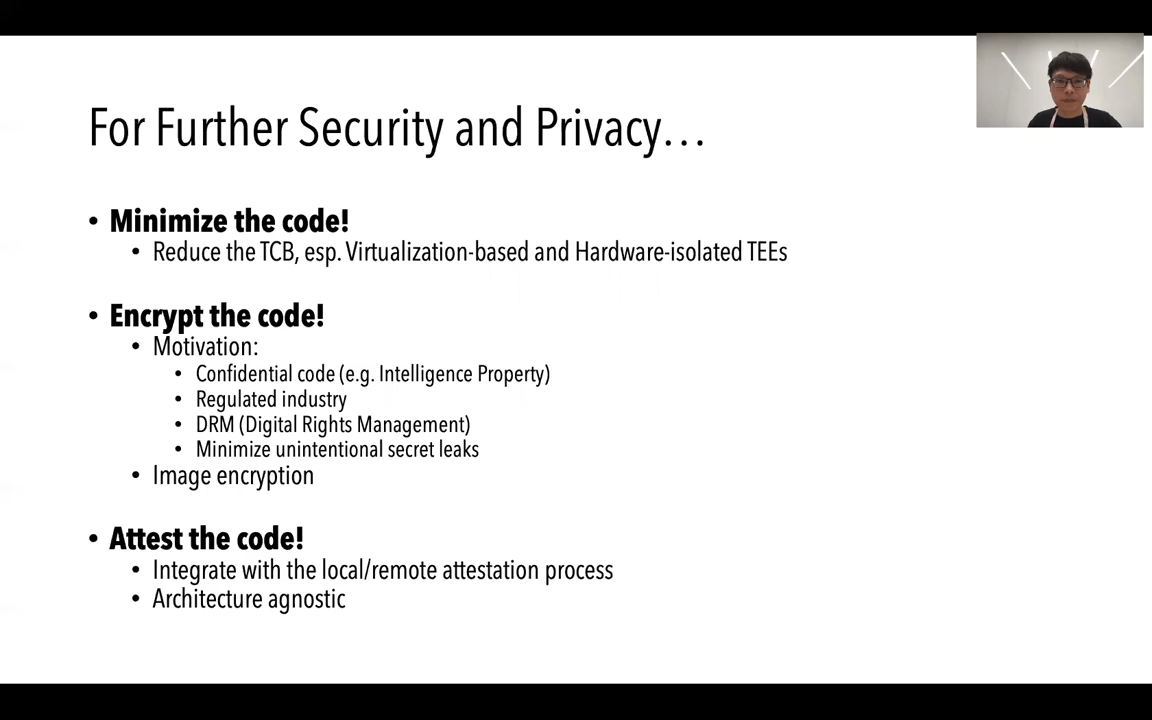 For Further Security and Privacy…
• Minimize the code!
• Reduce the TCB, esp. Virtualization-based and Hardware-isolated TEEs
• Encrypt the code!
• Motivation:
• Confidential code (e.g. Intelligence Property)
• Regulated industry
• DRM (Digital Rights Management)
• Minimize unintentional secret leaks
• Image encryption
• Attest the code!
• Integrate with the local/remote attestation process
• Architecture agnostic